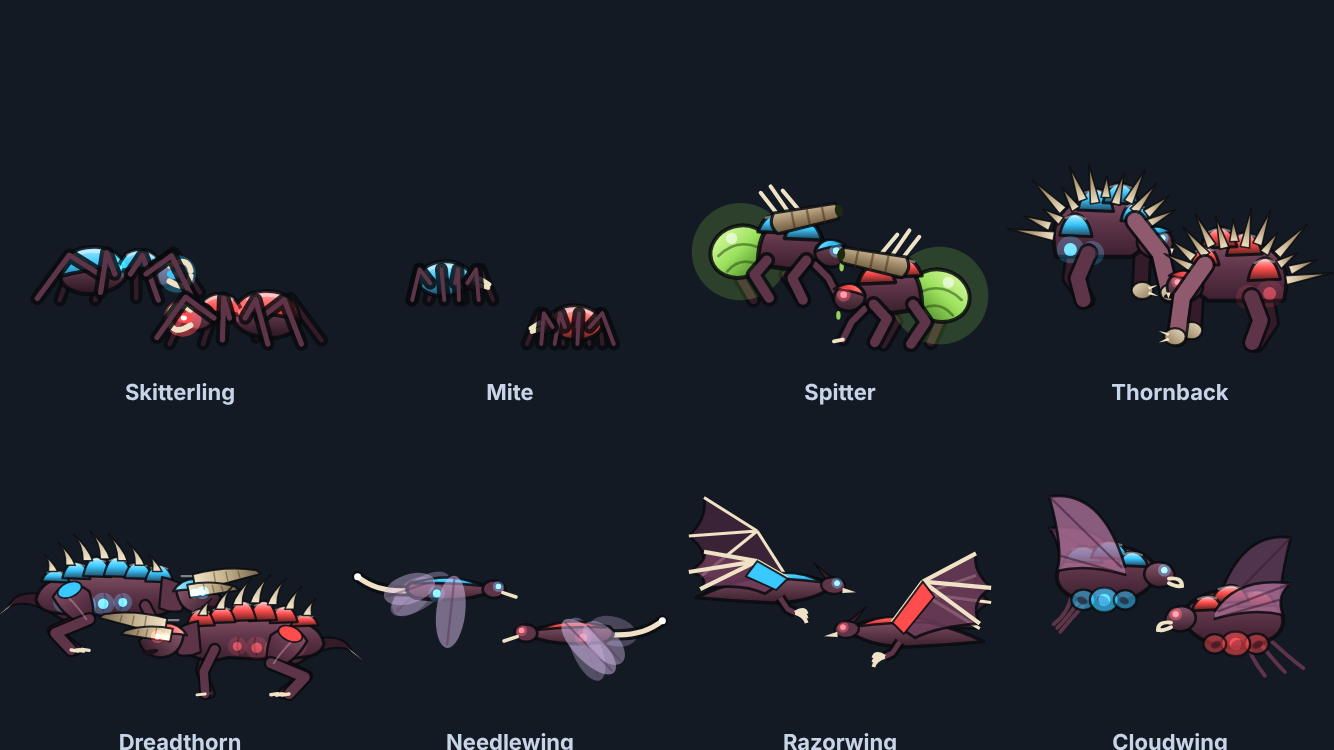 Skitterling
Mite
Spitter
Thornback
Dreadthorn
Needlewing
Razorwing
Cloudwing